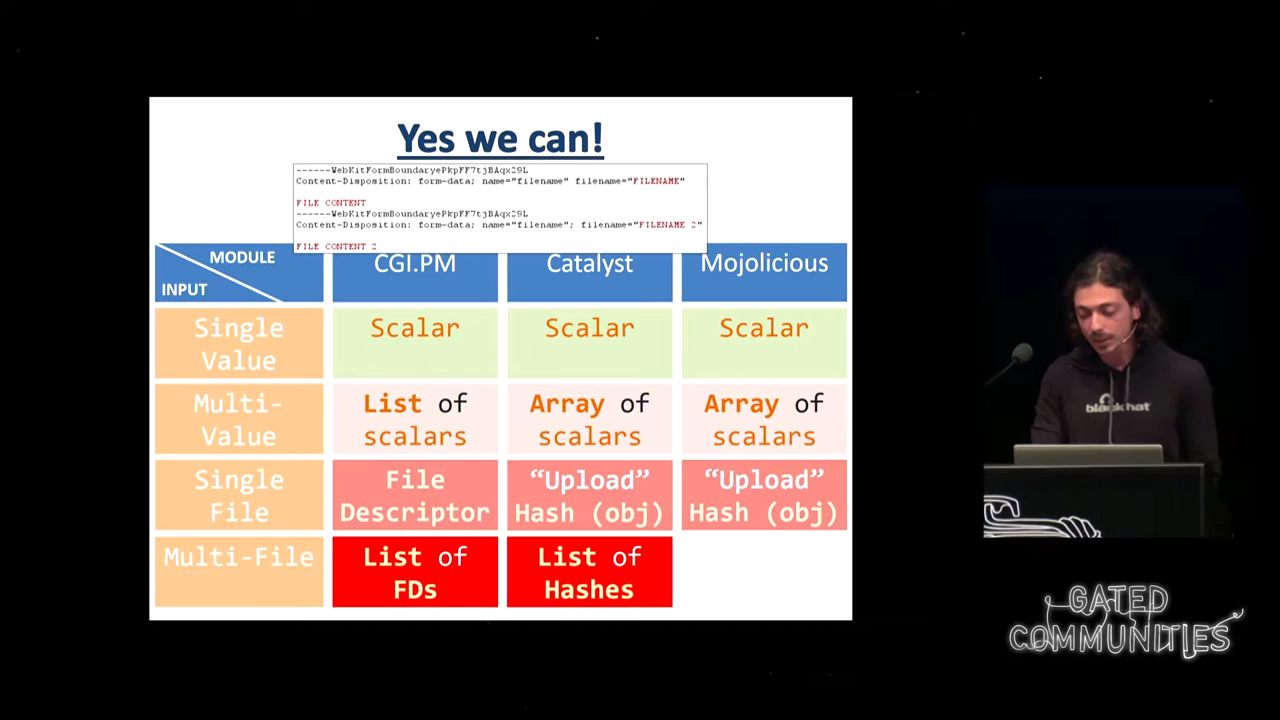 Yes we can!
------WebKitFormBoundaryePkpFF7tjBAqxZ9L
Content-Disposition: form-data; name="filename" filename="FILENAME"
FILE CONTENT
------WebKitFormBoundaryePkpFF7tjBAqxZ9L
Content-Disposition: form-data; name="filename"; filename="FILENAME 2"
FILE CONTENT 2
MODULE
INPUT
CGI.PM
Catalyst
Mojolicious
Single
Value
Scalar
Scalar
Scalar
Multi-
Value
List of
scalars
Array of
scalars
Array of
scalars
Single
File
File
Descriptor
“Upload”
Hash (obj)
“Upload”
Hash (obj)
Multi-File
List of
FDs
List of
Hashes
blackhat
GATED
COMMUNITIES